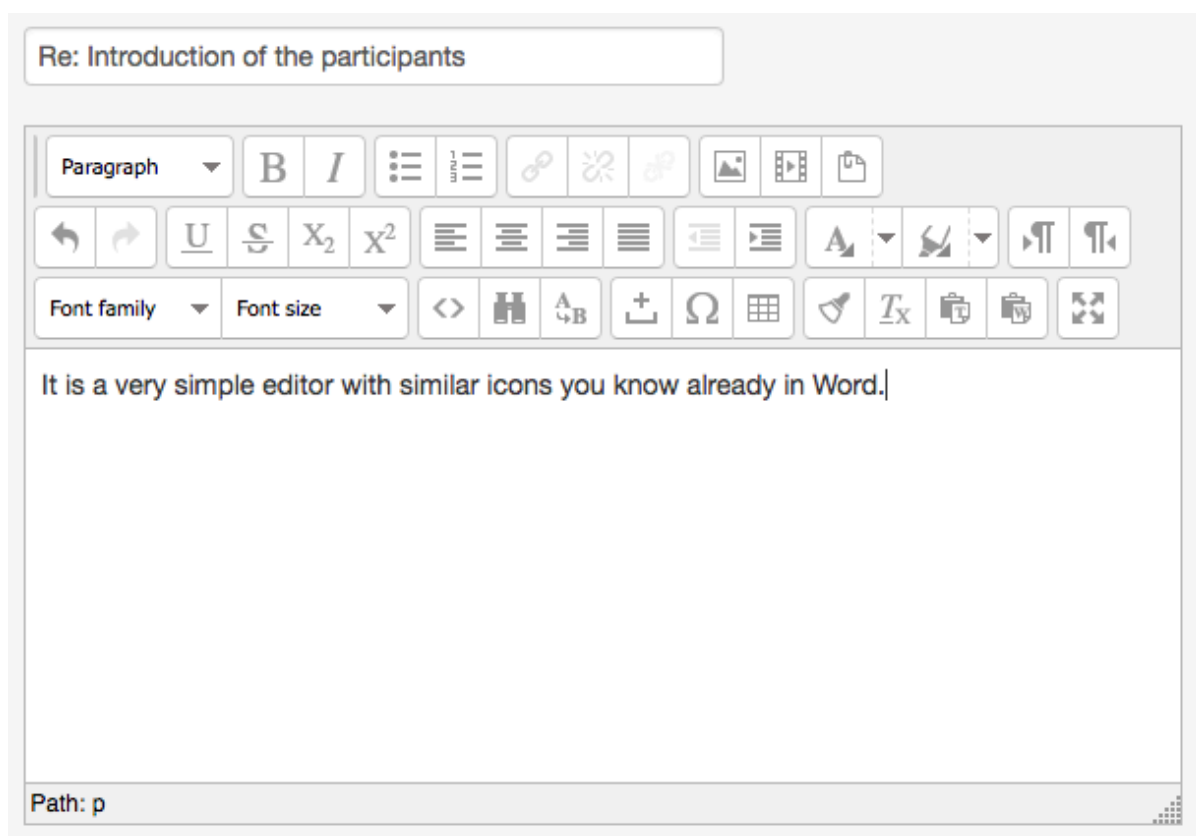 Re: Introduction of the participants
Paragraph B I
U S X2 X2 A
Font family Font size A B Ω Tx T W
It is a very simple editor with similar icons you know already in Word.
Path: p